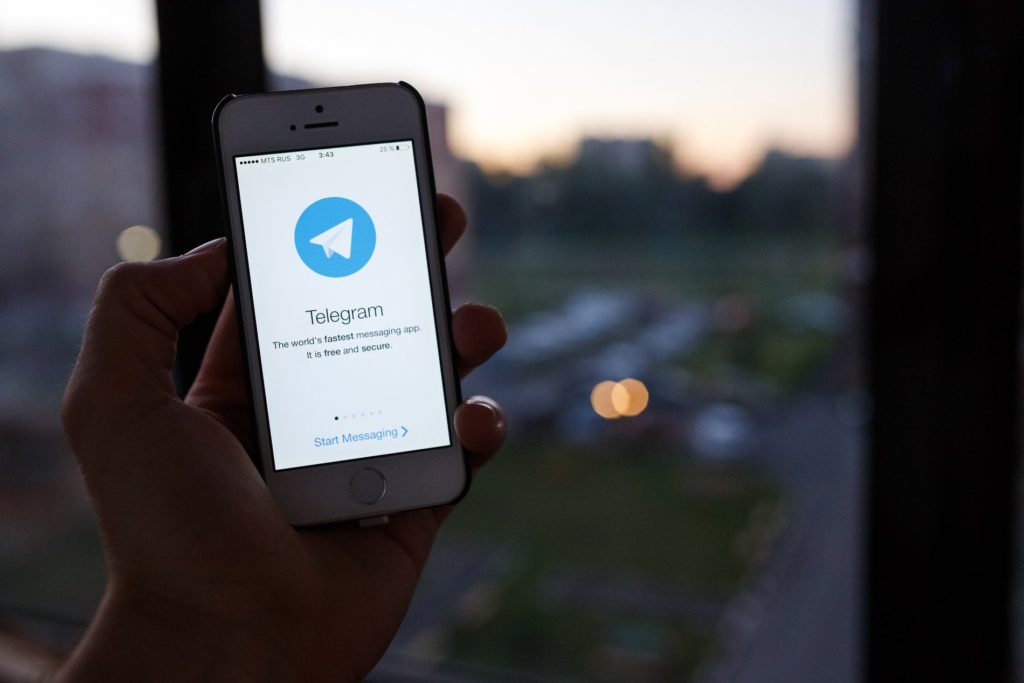 MTS RUS 3G 3:43 25 %
Telegram
The world's fastest messaging app.
It is free and secure.
Start Messaging